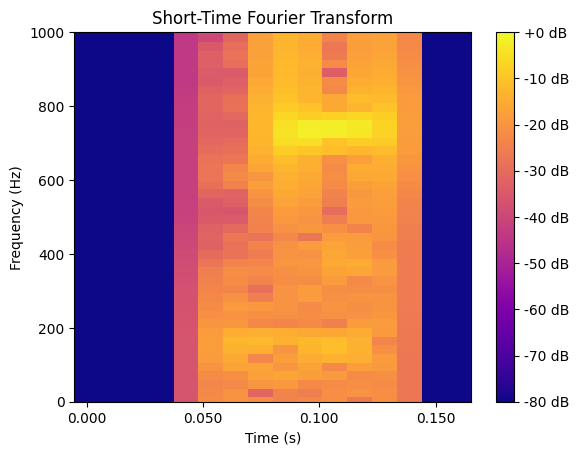 Short-Time Fourier Transform
1000
800
600
400
200
0
Frequency (Hz)
0.000
0.050
0.100
0.150
Time (s)
+0 dB
-10 dB
-20 dB
-30 dB
-40 dB
-50 dB
-60 dB
-70 dB
-80 dB